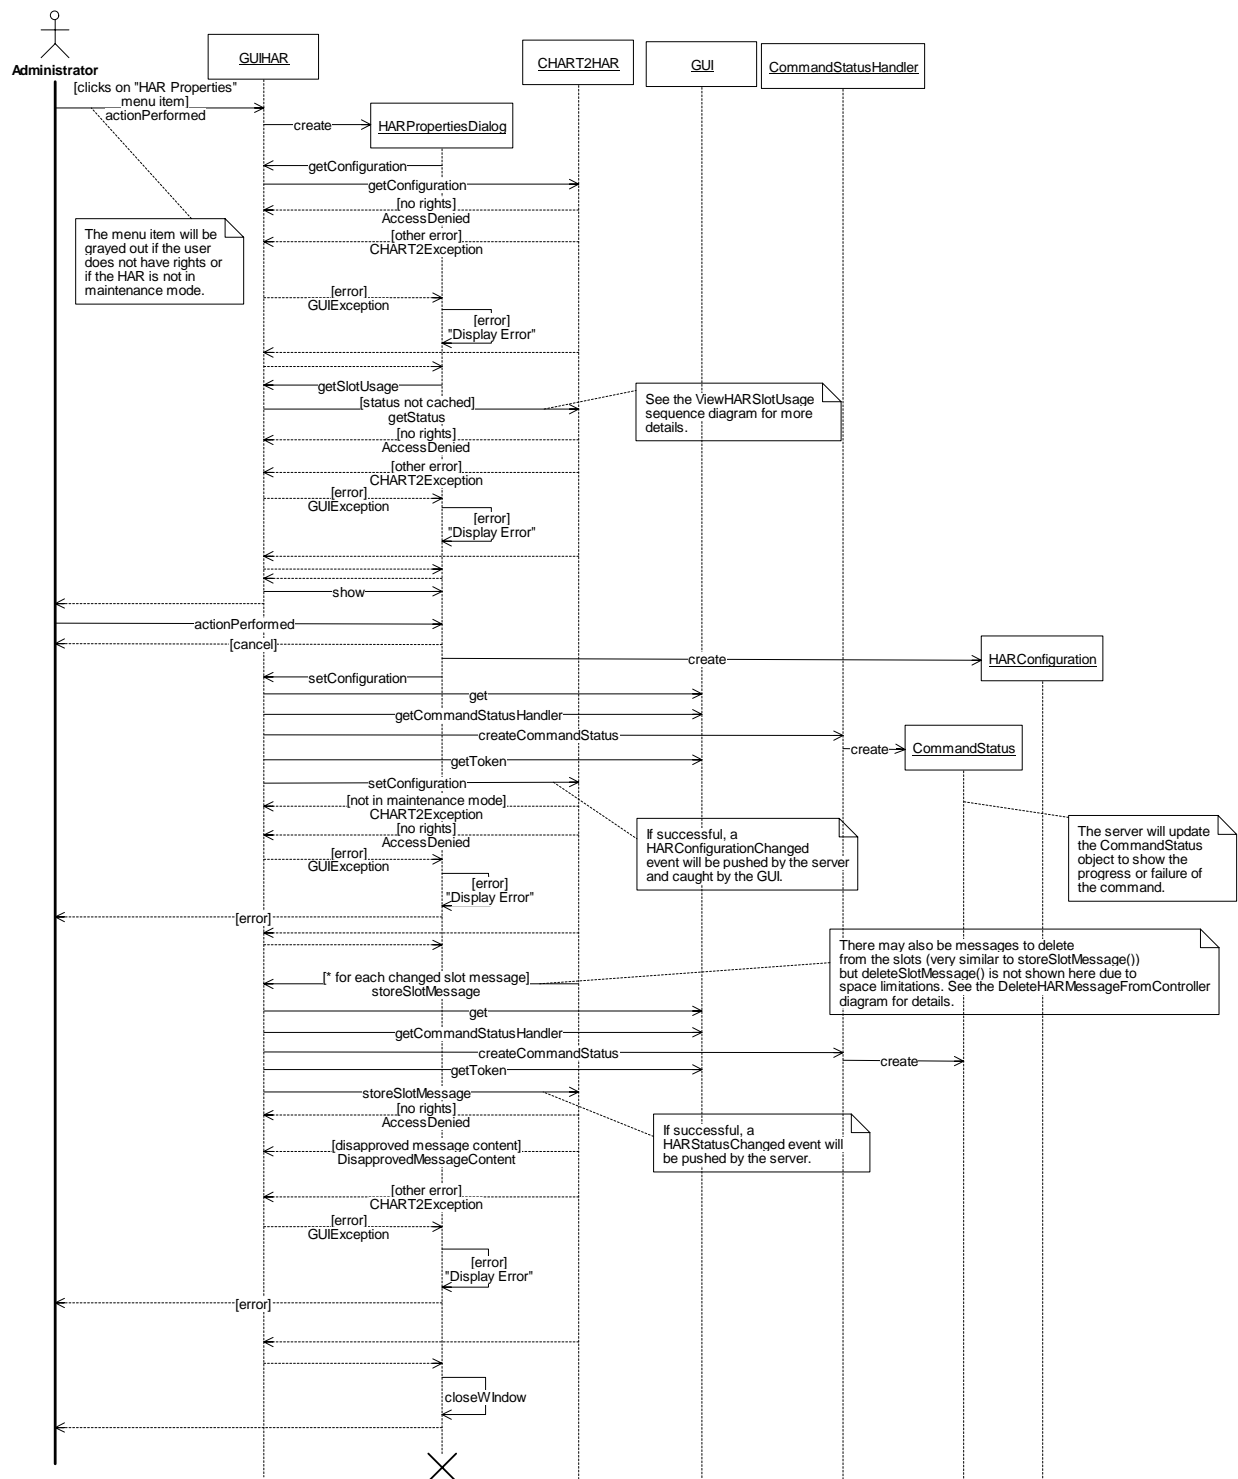 GUIHAR
CHART2HAR
GUI
CommandStatusHandler
Administrator
[clicks on "HAR Properties"
menu item]
actionPerformed
create
HARPropertiesDialog
getConfiguration
getConfiguration
[no rights]
AccessDenied
The menu item will be
grayed out if the user
does not have rights or
if the HAR is not in
maintenance mode.
[other error]
CHART2Exception
[error]
GUIException
[error]
"Display Error"
getSlotUsage
[status not cached]
getStatus
See the ViewHARSlotUsage
sequence diagram for more
details.
[no rights]
AccessDenied
[other error]
CHART2Exception
[error]
GUIException
[error]
"Display Error"
show
actionPerformed
[cancel]
create
HARConfiguration
setConfiguration
get
getCommandStatusHandler
createCommandStatus
create
CommandStatus
getToken
setConfiguration
[not in maintenance mode]
CHART2Exception
[no rights]
AccessDenied
If successful, a
HARConfigurationChanged
event will be pushed by the server
and caught by the GUI.
The server will update
the CommandStatus
object to show the
progress or failure of
the command.
[error]
GUIException
[error]
"Display Error"
[error]
There may also be messages to delete
from the slots (very similar to storeSlotMessage())
but deleteSlotMessage() is not shown here due to
space limitations. See the DeleteHARMessageFromController
diagram for details.
[* for each changed slot message]
storeSlotMessage
get
getCommandStatusHandler
createCommandStatus
create
getToken
storeSlotMessage
[no rights]
AccessDenied
If successful, a
HARStatusChanged event will
be pushed by the server.
[disapproved message content]
DisapprovedMessageContent
[other error]
CHART2Exception
[error]
GUIException
[error]
"Display Error"
[error]
closeWIndow